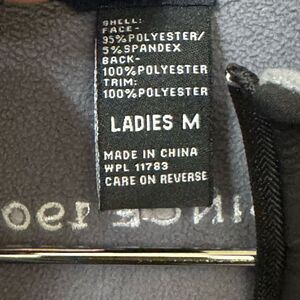 SHELL:
FACE-
95%POLYESTER/
5%SPANDEX
BACK-
100%POLYESTER
TRIM:
100%POLYESTER
LADIES M
MADE IN CHINA
WPL 11783
CARE ON REVERSE